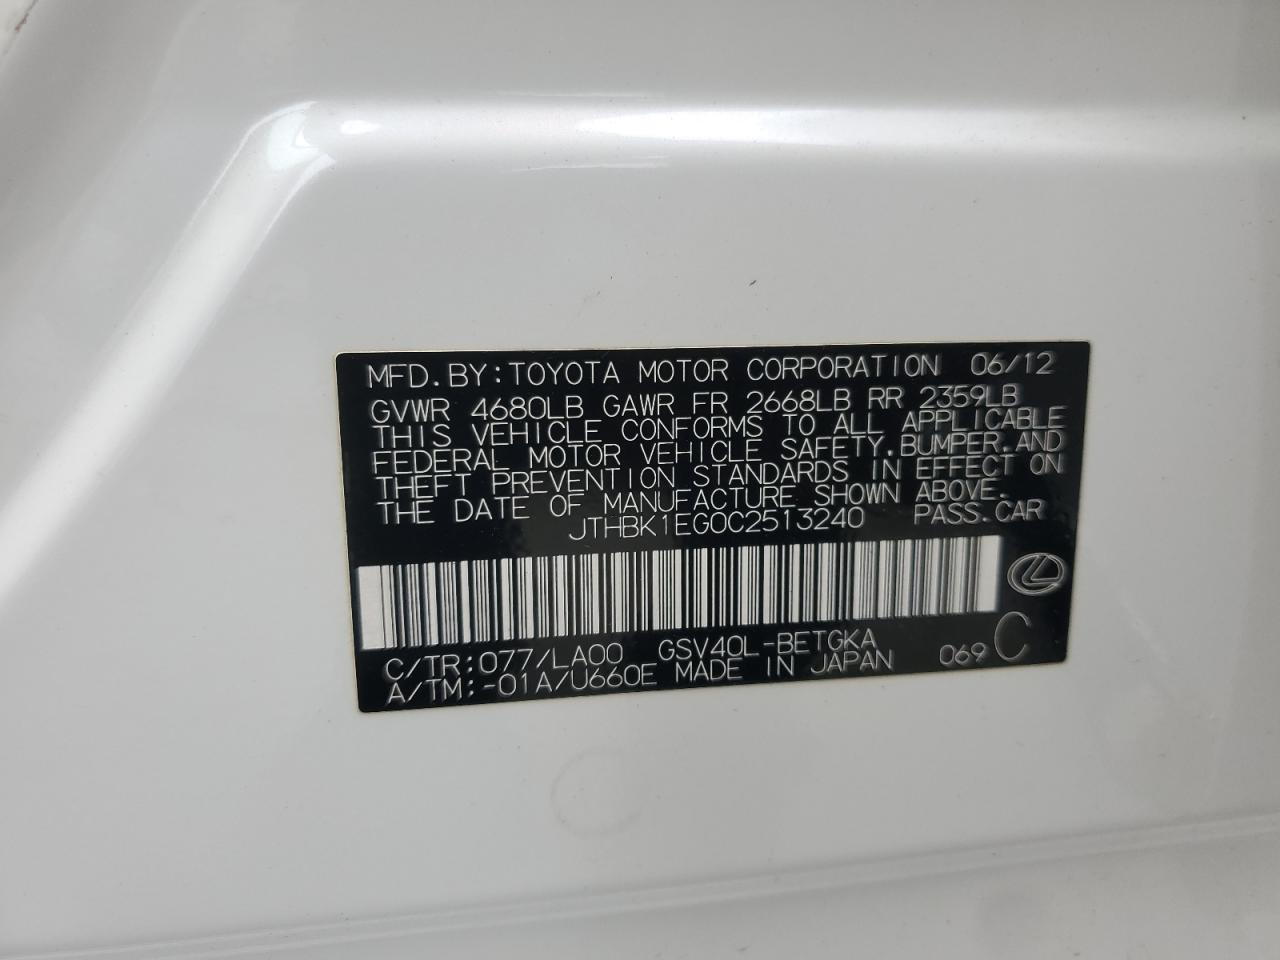 MFD.BY:TOYOTA MOTOR CORPORATION 06/12
GVWR 4680LB GAWR FR 2668LB RR 2359LB
THIS VEHICLE CONFORMS TO ALL APPLICABLE
FEDERAL MOTOR VEHICLE SAFETY,BUMPER,AND
THEFT PREVENTION STANDARDS IN EFFECT ON
THE DATE OF MANUFACTURE SHOWN ABOVE.
JTHBK1EG0C2513240 PASS.CAR
C/TR:077/LA00 GSV40L-BETGKA
A/TM:-01A/U660E MADE IN JAPAN 069 C